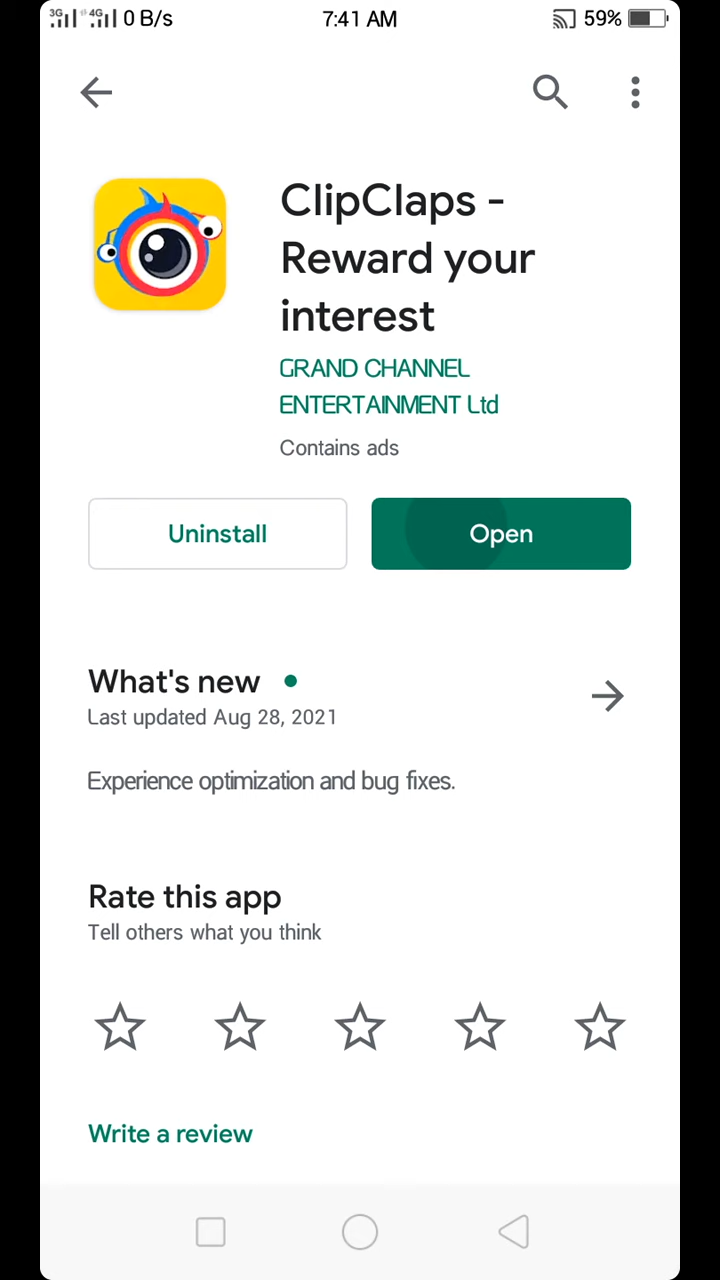 3G 4G 0 B/s 7:41 AM 59%
ClipClaps -
Reward your
interest
GRAND CHANNEL
ENTERTAINMENT Ltd
Contains ads
Uninstall Open
What's new
Last updated Aug 28, 2021
Experience optimization and bug fixes.
Rate this app
Tell others what you think
Write a review